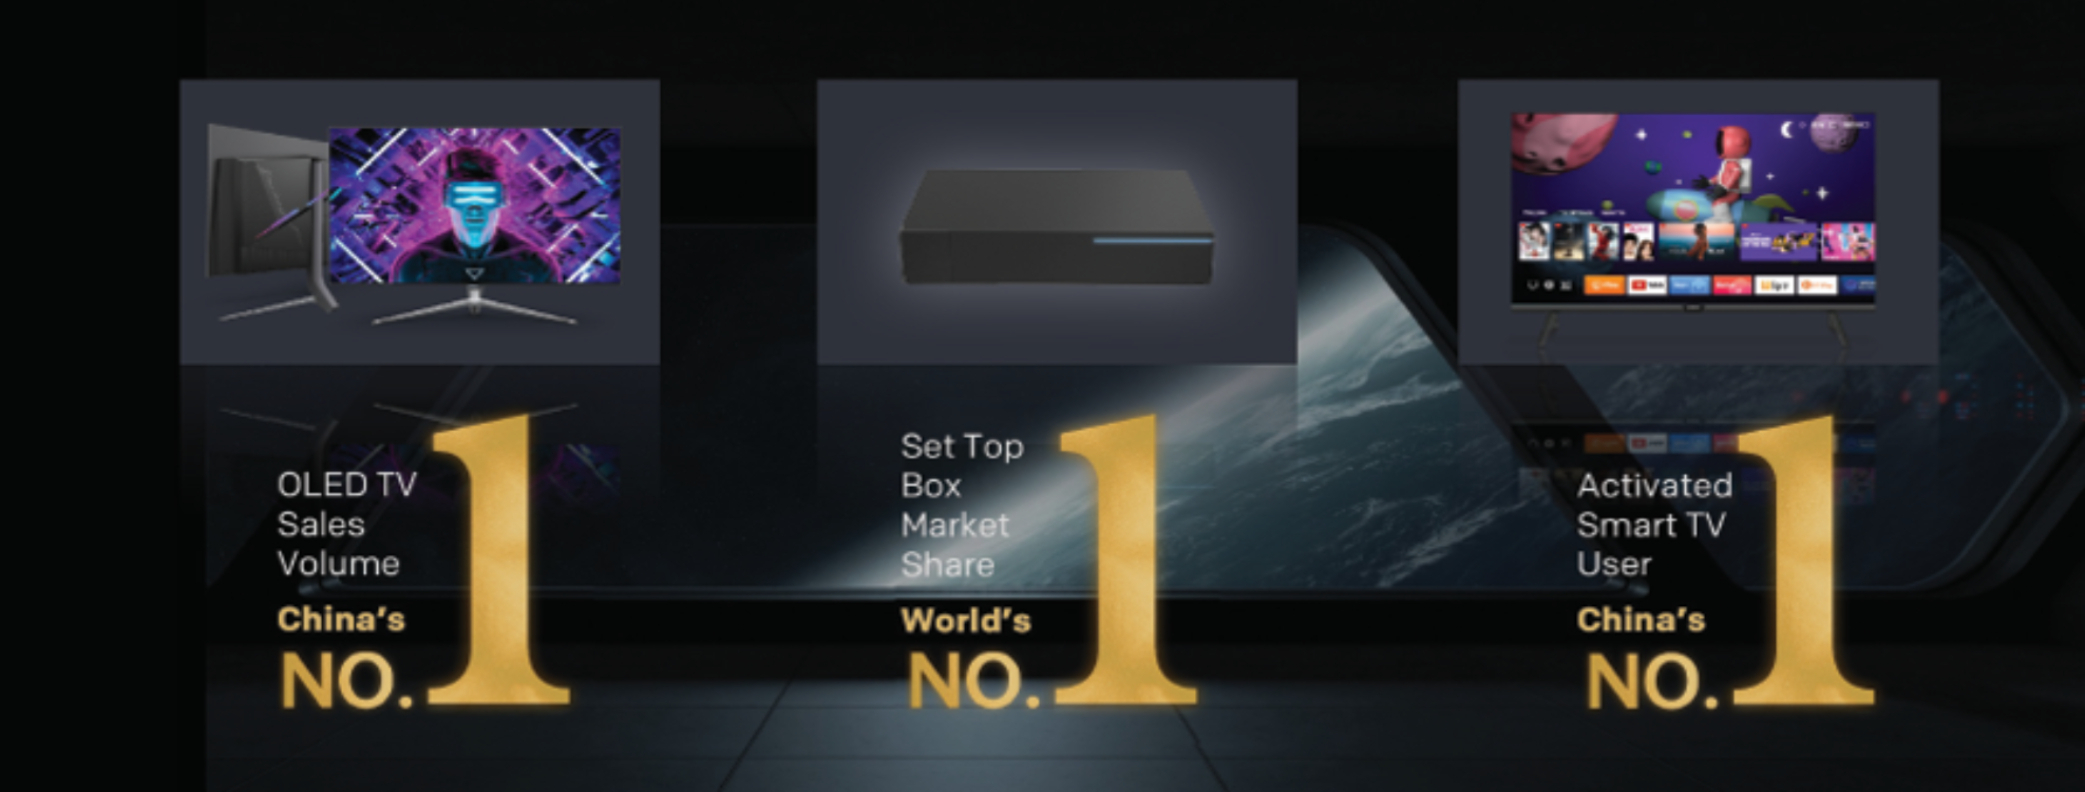 OLED TV
Sales
Volume
China's
NO.1
Set Top
Box
Market
Share
World's
NO.1
Activated
Smart TV
User
China's
NO.1